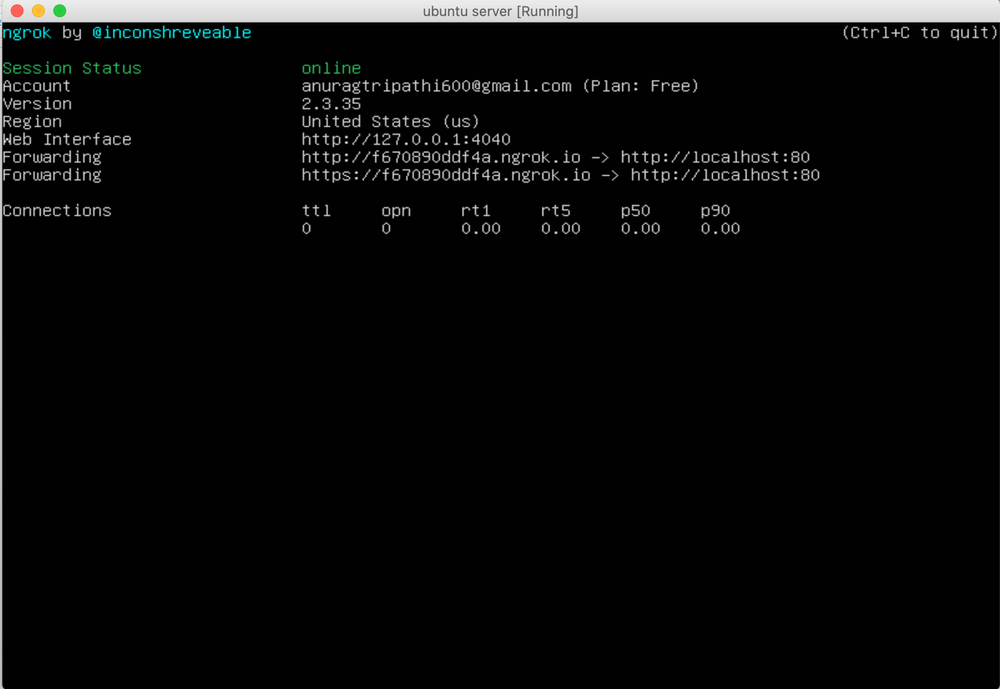 ubuntu server [Running]
ngrok by @inconshreveable (Ctrl+C to quit)
Session Status online
Account anuragtripathi600@gmail.com (Plan: Free)
Version 2.3.35
Region United States (us)
Web Interface http://127.0.0.1:4040
Forwarding http://f670890ddf4a.ngrok.io -> http://localhost:80
Forwarding https://f670890ddf4a.ngrok.io -> http://localhost:80
Connections ttl opn rt1 rt5 p50 p90
0 0 0.00 0.00 0.00 0.00